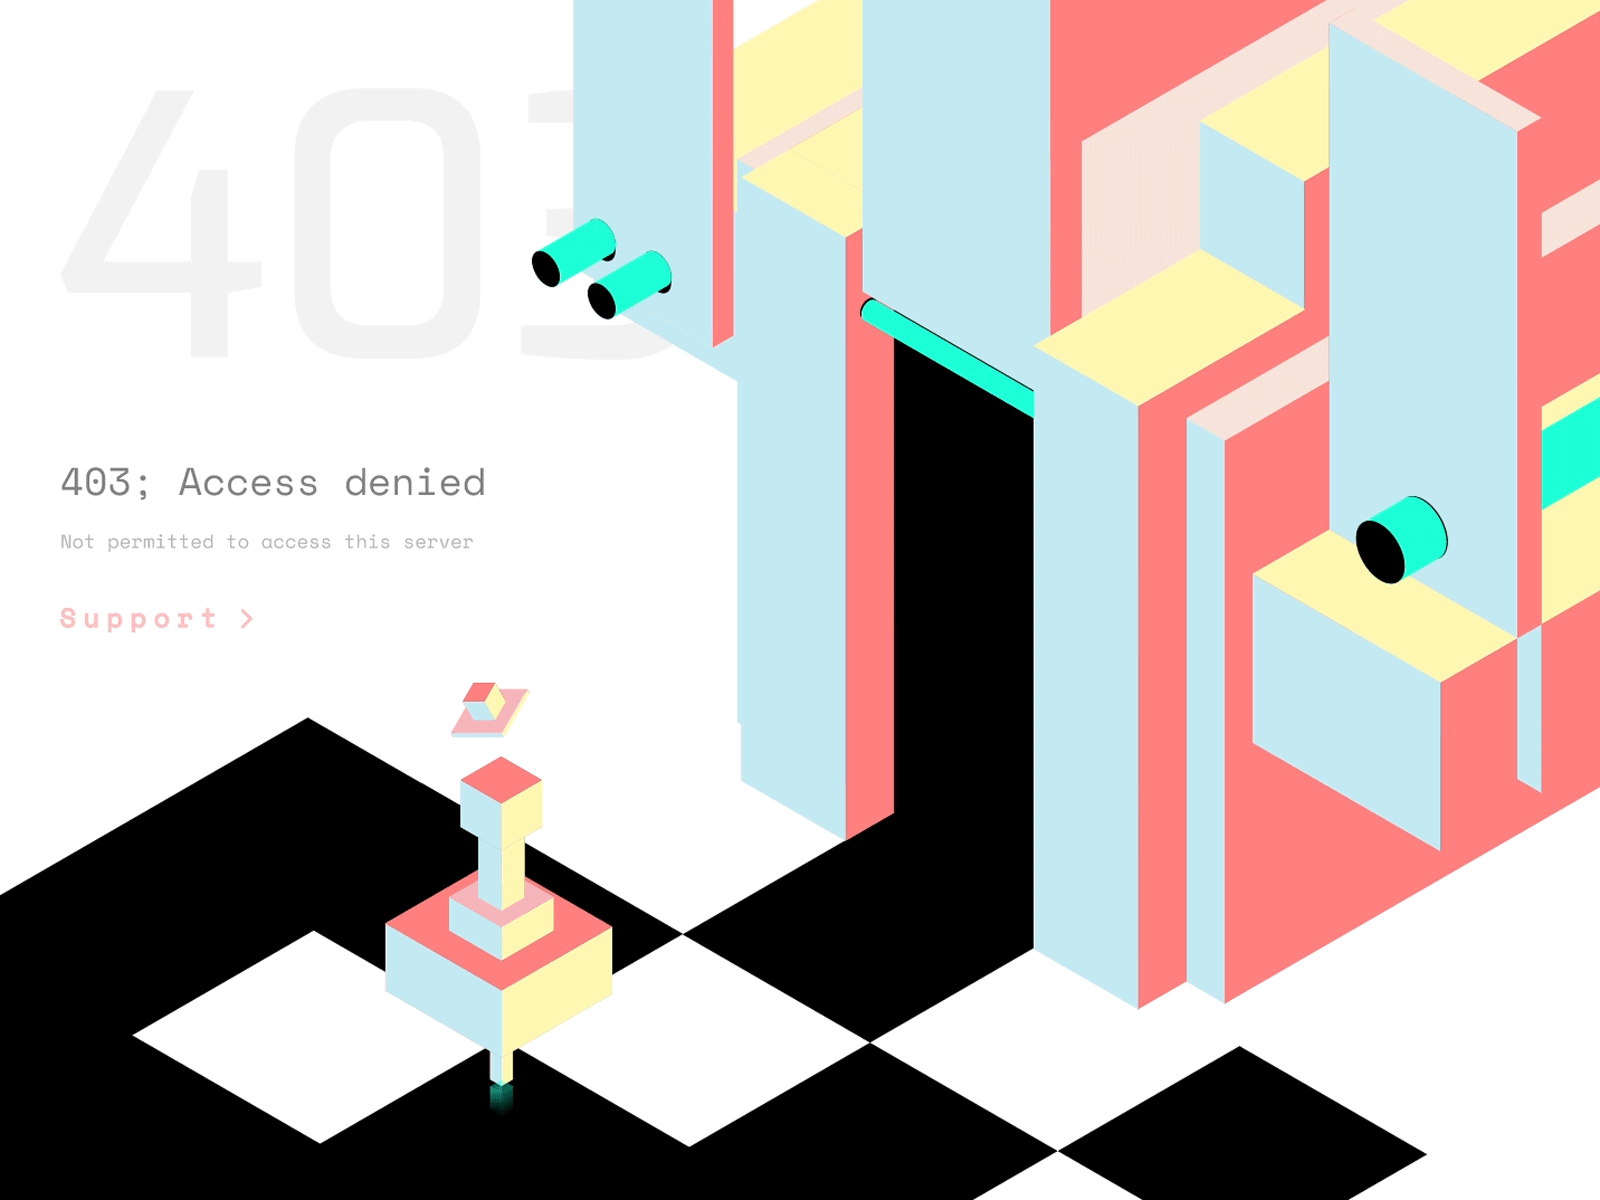 403
403; Access denied
Not permitted to access this server
Support >